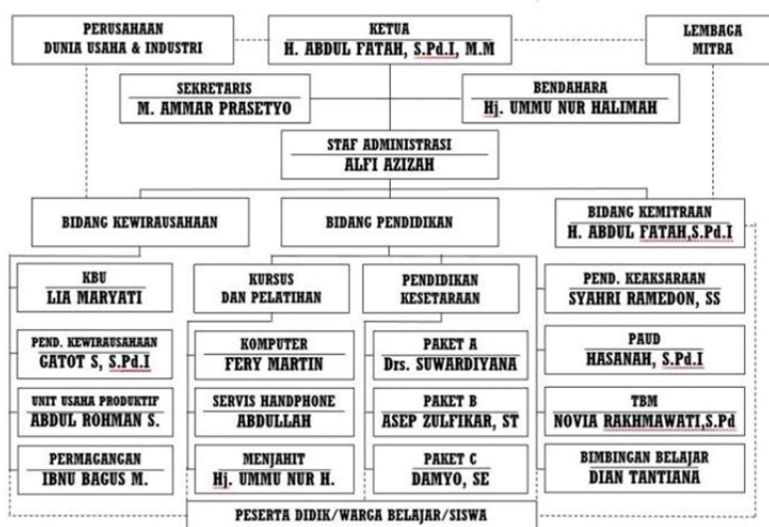 PERUSAHAAN
DUNIA USAHA & INDUSTRI
KETUA
H. ABDUL FATAH, S.Pd.I, M.M
LEMBAGA
MITRA
SEKRETARIS
M. AMMAR PRASETYO
BENDAHARA
Hj. UMMU NUR HALIMAH
STAF ADMINISTRASI
ALFI AZIZAH
BIDANG KEWIRAUSAHAAN
BIDANG PENDIDIKAN
BIDANG KEMITRAAN
H. ABDUL FATAH,S.Pd.I
KBU
LIA MARYATI
KURSUS
DAN PELATIHAN
PENDIDIKAN
KESETARAAN
PEND. KEAKSARAAN
SYAHRI RAMEDON, SS
PEND. KEWIRAUSAHAAN
GATOT S, S.Pd.I
KOMPUTER
FERY MARTIN
PAKET A
Drs. SUWARDIYANA
PAUD
HASANAH, S.Pd.I
UNIT USAHA PRODUKTIF
ABDUL ROHMAN S.
SERVIS HANDPHONE
ABDULLAH
PAKET B
ASEP ZULFIKAR, ST
TBM
NOVIA RAKHMAWATI,S.Pd
PERMAGANGAN
IBNU BAGUS M.
MENJAHIT
Hj. UMMU NUR H.
PAKET C
DAMYO, SE
BIMBINGAN BELAJAR
DIAN TANTIANA
PESERTA DIDIK/WARGA BELAJAR/SISWA